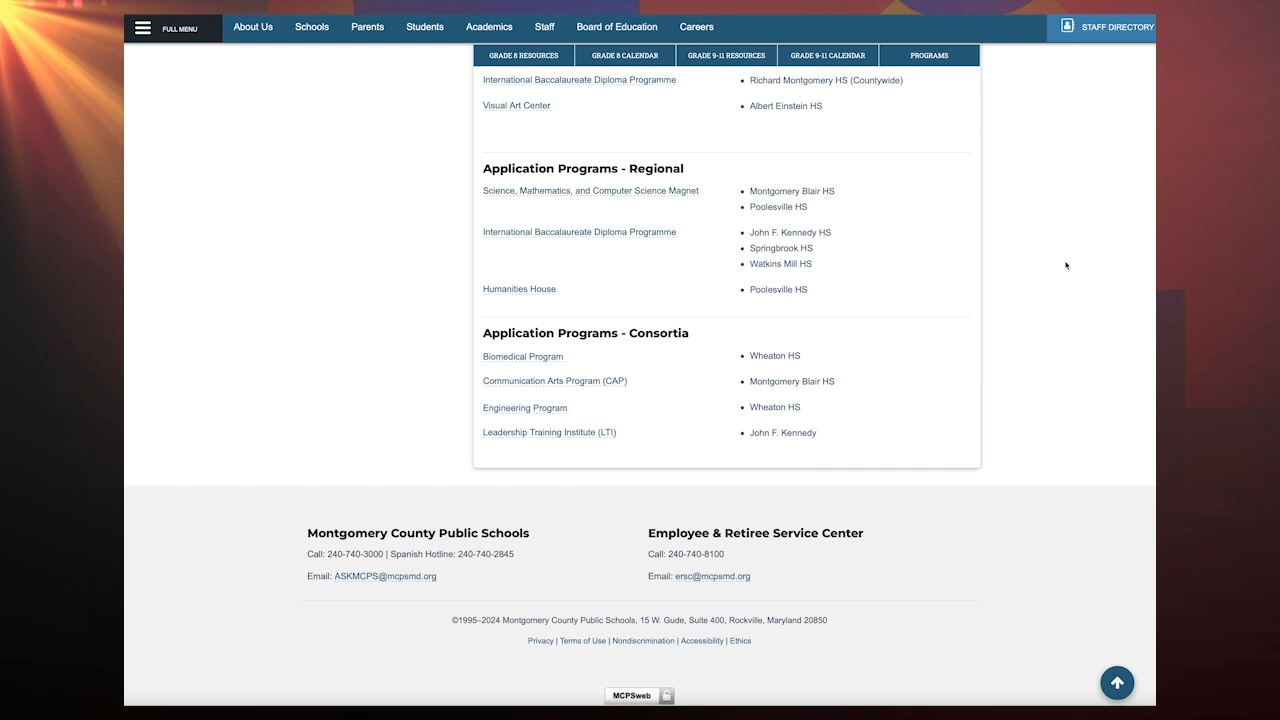 FULL MENU
About Us
Schools
Parents
Students
Academics
Staff
Board of Education
Careers
STAFF DIRECTORY
GRADE 8 RESOURCES
GRADE 8 CALENDAR
GRADE 9-11 RESOURCES
GRADE 9-11 CALENDAR
PROGRAMS
International Baccalaureate Diploma Programme
Richard Montgomery HS (Countywide)
Visual Art Center
Albert Einstein HS
Application Programs - Regional
Science, Mathematics, and Computer Science Magnet
Montgomery Blair HS
Poolesville HS
International Baccalaureate Diploma Programme
John F. Kennedy HS
Springbrook HS
Watkins Mill HS
Humanities House
Poolesville HS
Application Programs - Consortia
Biomedical Program
Wheaton HS
Communication Arts Program (CAP)
Montgomery Blair HS
Engineering Program
Wheaton HS
Leadership Training Institute (LTI)
John F. Kennedy
Montgomery County Public Schools
Call: 240-740-3000 | Spanish Hotline: 240-740-2845
Email: ASKMCPS@mcpsmd.org
Employee & Retiree Service Center
Call: 240-740-8100
Email: ersc@mcpsmd.org
©1995–2024 Montgomery County Public Schools, 15 W. Gude, Suite 400, Rockville, Maryland 20850
Privacy | Terms of Use | Nondiscrimination | Accessibility | Ethics
MCPSweb